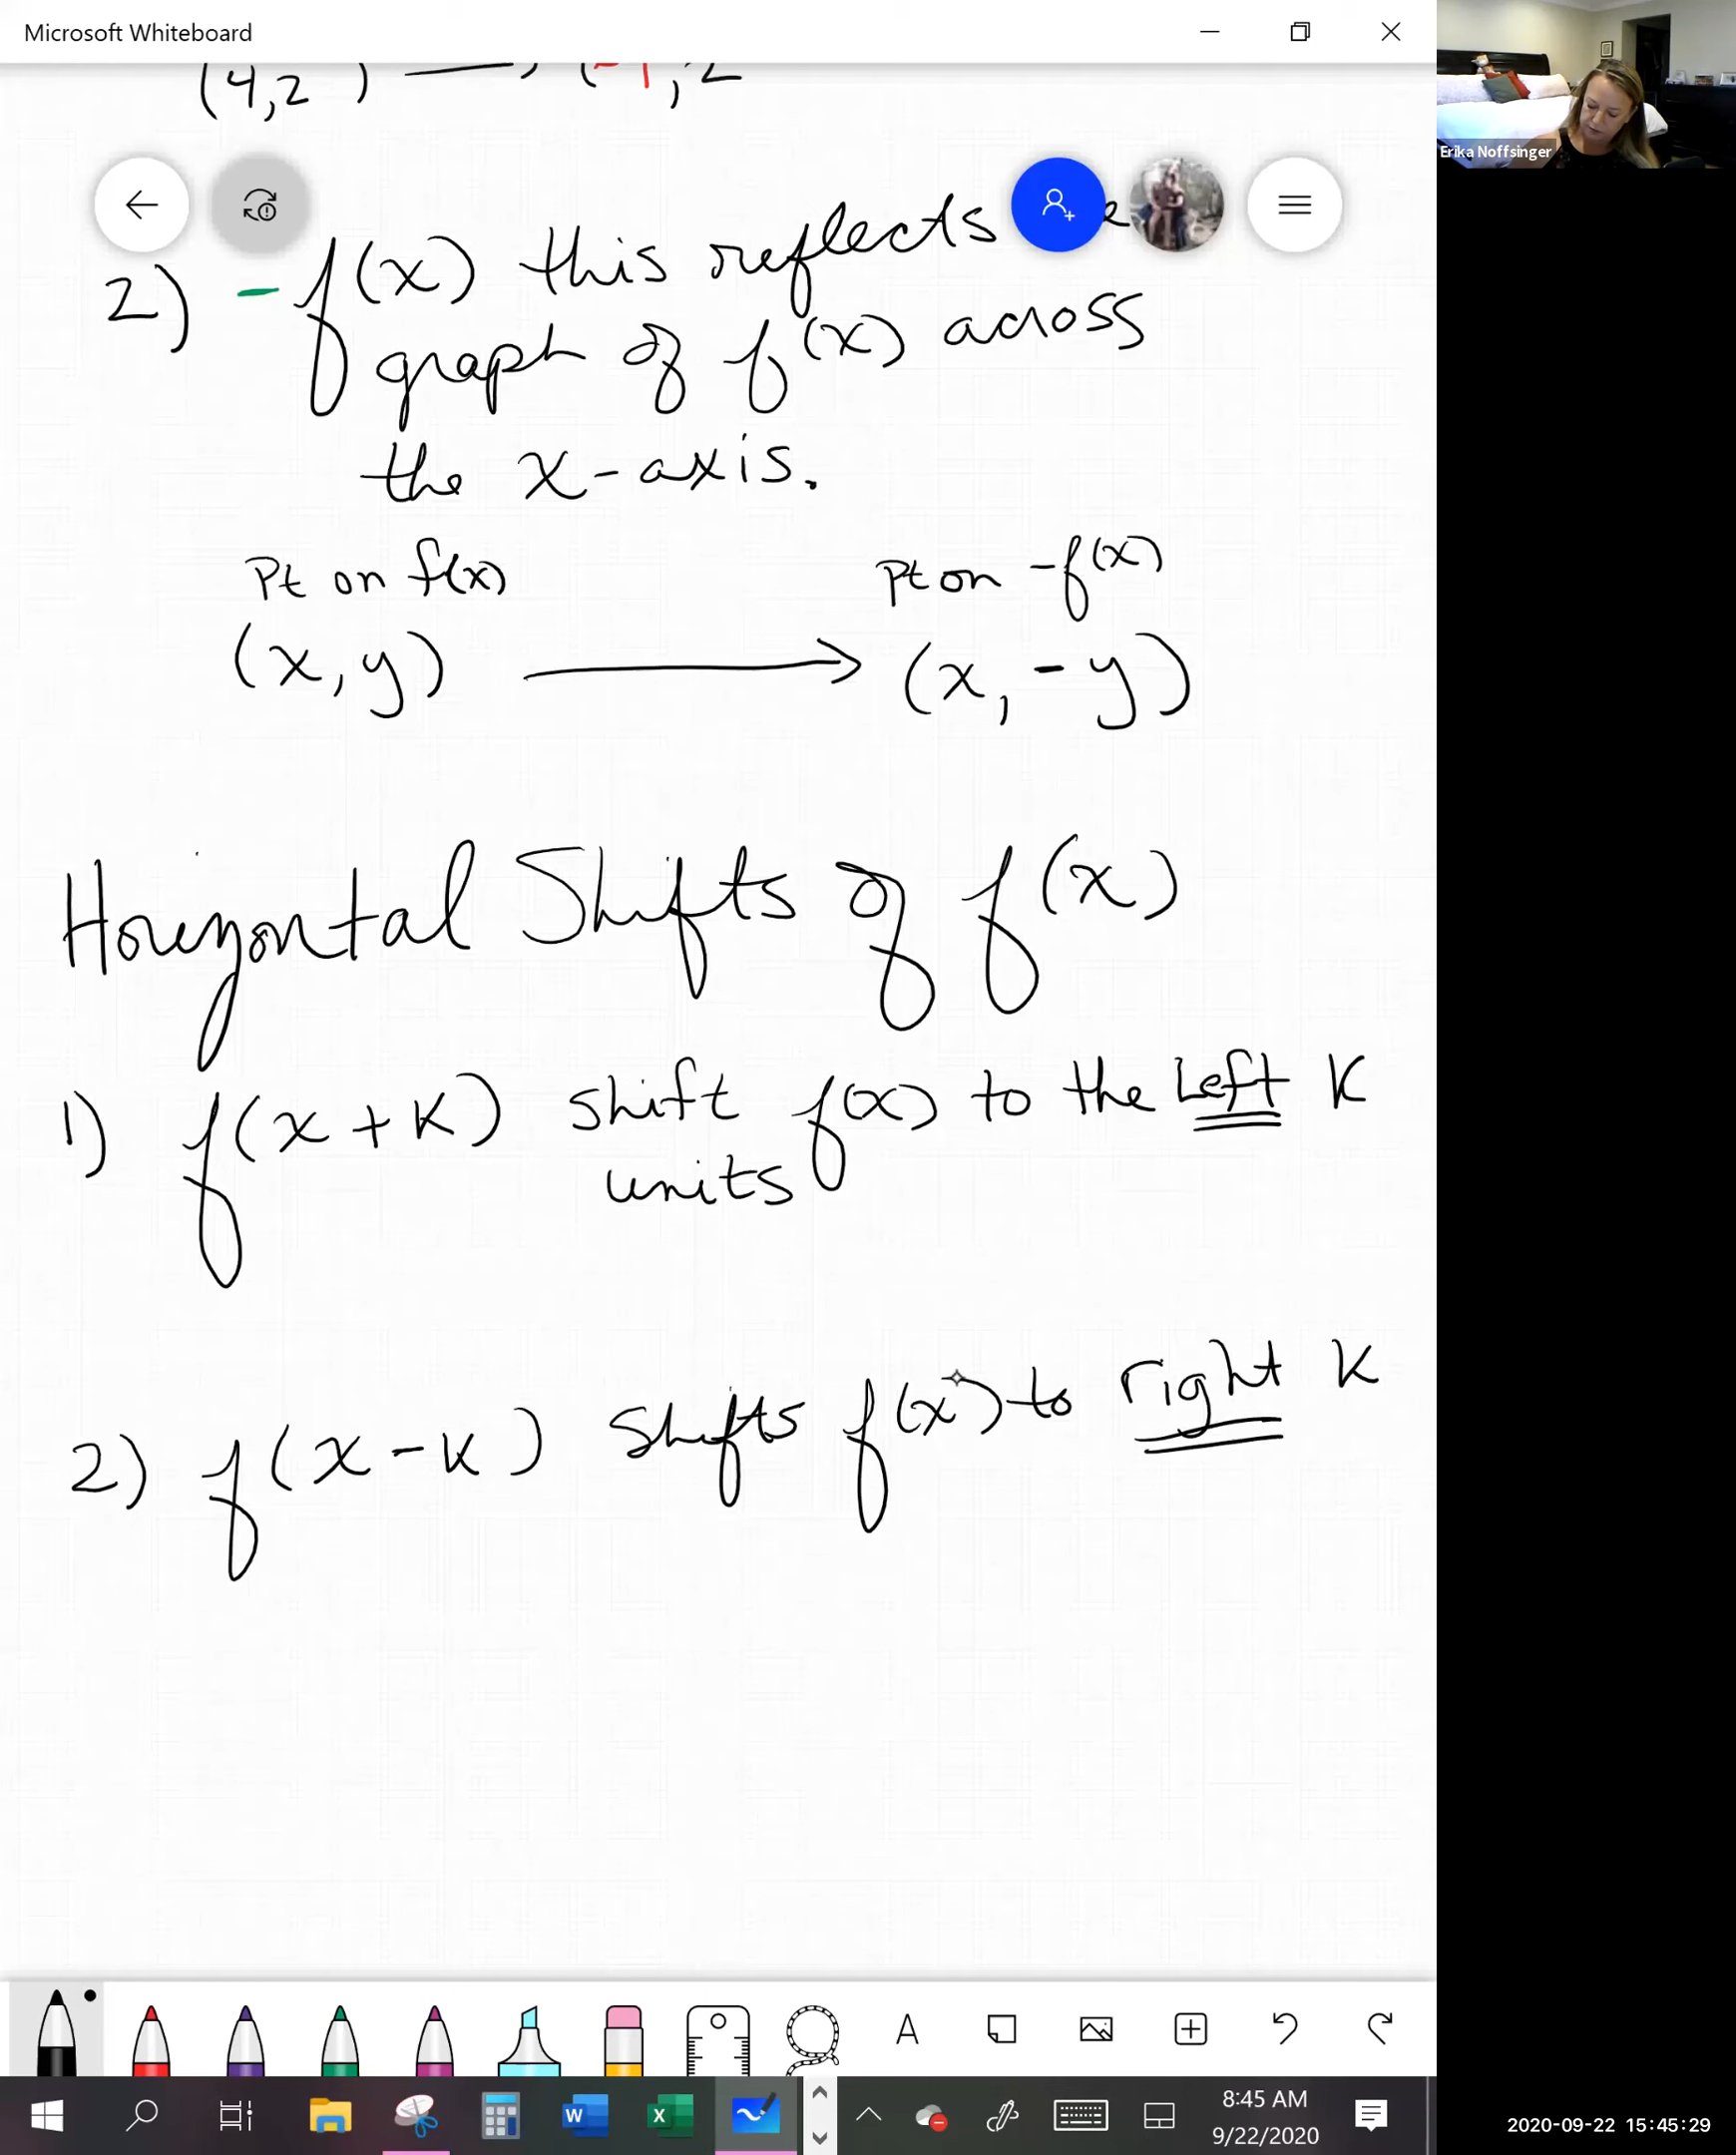 Microsoft Whiteboard
(4,2) → (-1,2
Erika Noffsinger
2) -f(x) this reflects
graph of f(x) across
the x-axis.
Pt on f(x) Pt on -f(x)
(x,y) → (x,-y)
Horizontal Shifts of f(x)
1) f(x+K) shift f(x) to the Left K
units
2) f(x-K) shifts f(x) to right K
A
W X
8:45 AM
9/22/2020
2020-09-22 15:45:29